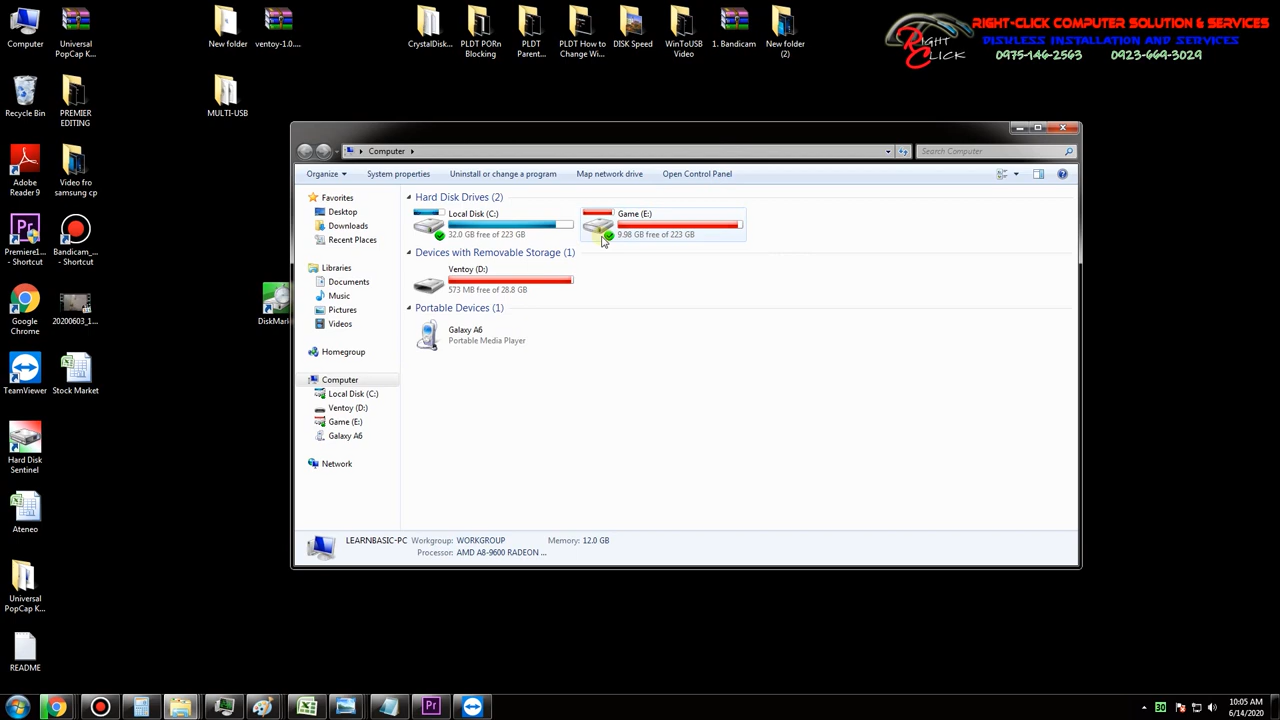 Computer
Universal
PopCap K...
New folder
ventoy-1.0....
CrystalDisk...
PLDT PORn
Blocking
PLDT
Parent...
PLDT How to
Change Wi...
DISK Speed
WinToUSB
Video
1. Bandicam
New folder
(2)
Right
Click
RIGHT-CLICK COMPUTER SOLUTION & SERVICES
DISKLESS INSTALLATION AND SERVICES
0975-146-2563 0923-669-3029
Recycle Bin
PREMIER
EDITING
MULTI-USB
Adobe
Reader 9
Video fro
samsung cp
Premiere1...
- Shortcut
Bandicam_...
- Shortcut
Google
Chrome
20200603_1...
DiskMark
TeamViewer
Stock Market
Hard Disk
Sentinel
Ateneo
Universal
PopCap K...
README
Computer
Search Computer
Organize
System properties
Uninstall or change a program
Map network drive
Open Control Panel
Favorites
Desktop
Downloads
Recent Places
Libraries
Documents
Music
Pictures
Videos
Homegroup
Computer
Local Disk (C:)
Ventoy (D:)
Game (E:)
Galaxy A6
Network
Hard Disk Drives (2)
Local Disk (C:)
32.0 GB free of 223 GB
Game (E:)
9.98 GB free of 223 GB
Devices with Removable Storage (1)
Ventoy (D:)
573 MB free of 28.8 GB
Portable Devices (1)
Galaxy A6
Portable Media Player
LEARNBASIC-PC Workgroup: WORKGROUP Memory: 12.0 GB
Processor: AMD A8-9600 RADEON ...
Pr
30
10:05 AM
6/14/2020